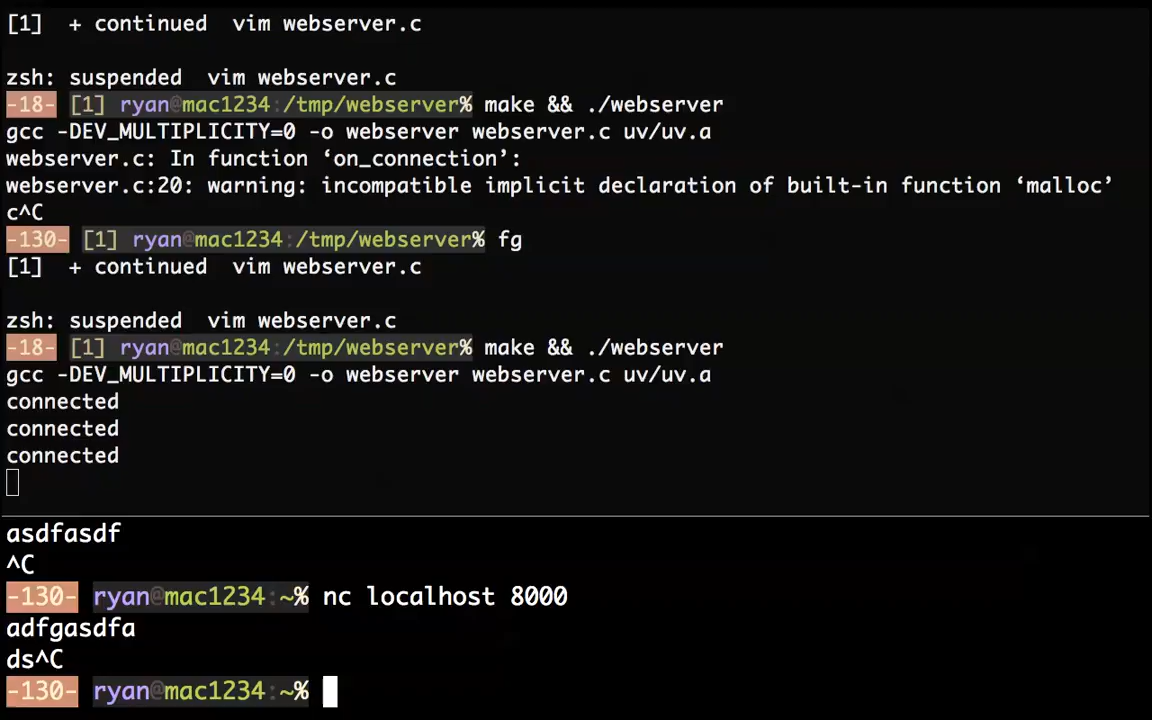 [1]  + continued  vim webserver.c
zsh: suspended  vim webserver.c
-18- [1] ryan@mac1234:/tmp/webserver% make && ./webserver
gcc -DEV_MULTIPLICITY=0 -o webserver webserver.c uv/uv.a
webserver.c: In function ‘on_connection’:
webserver.c:20: warning: incompatible implicit declaration of built-in function ‘malloc’
c^C
-130- [1] ryan@mac1234:/tmp/webserver% fg
[1]  + continued  vim webserver.c
zsh: suspended  vim webserver.c
-18- [1] ryan@mac1234:/tmp/webserver% make && ./webserver
gcc -DEV_MULTIPLICITY=0 -o webserver webserver.c uv/uv.a
connected
connected
connected
asdfasdf
^C
-130- ryan@mac1234:~% nc localhost 8000
adfgasdfa
ds^C
-130- ryan@mac1234:~%